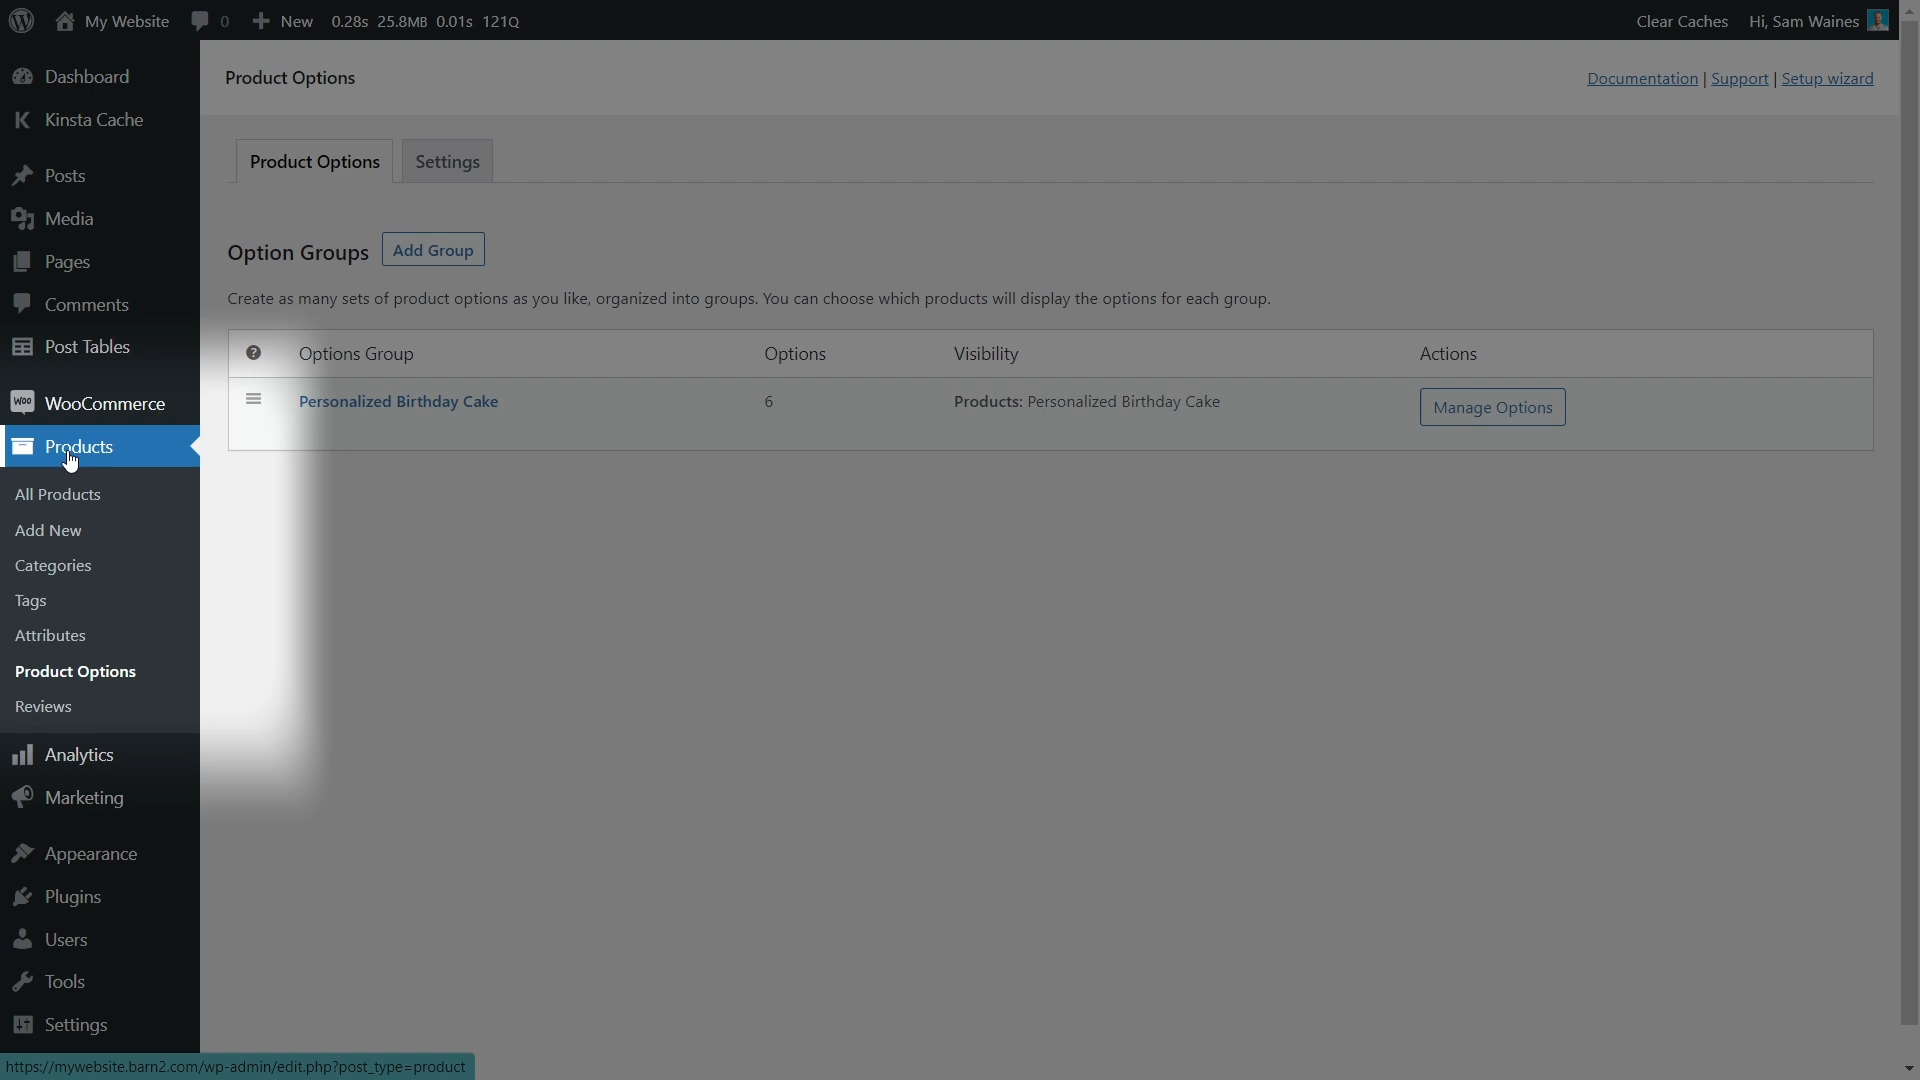 My Website 0 New 0.28s 25.8MB 0.01s 121Q Clear Caches Hi, Sam Waines
Dashboard
Kinsta Cache
Posts
Media
Pages
Comments
Post Tables
WOO WooCommerce
Products
All Products
Add New
Categories
Tags
Attributes
Product Options
Reviews
Analytics
Marketing
Appearance
Plugins
Users
Tools
Settings
Product Options
Documentation | Support | Setup wizard
Product Options Settings
Option Groups Add Group
Create as many sets of product options as you like, organized into groups. You can choose which products will display the options for each group.
? Options Group Options Visibility Actions
Personalized Birthday Cake 6 Products: Personalized Birthday Cake Manage Options
https://mywebsite.barn2.com/wp-admin/edit.php?post_type=product